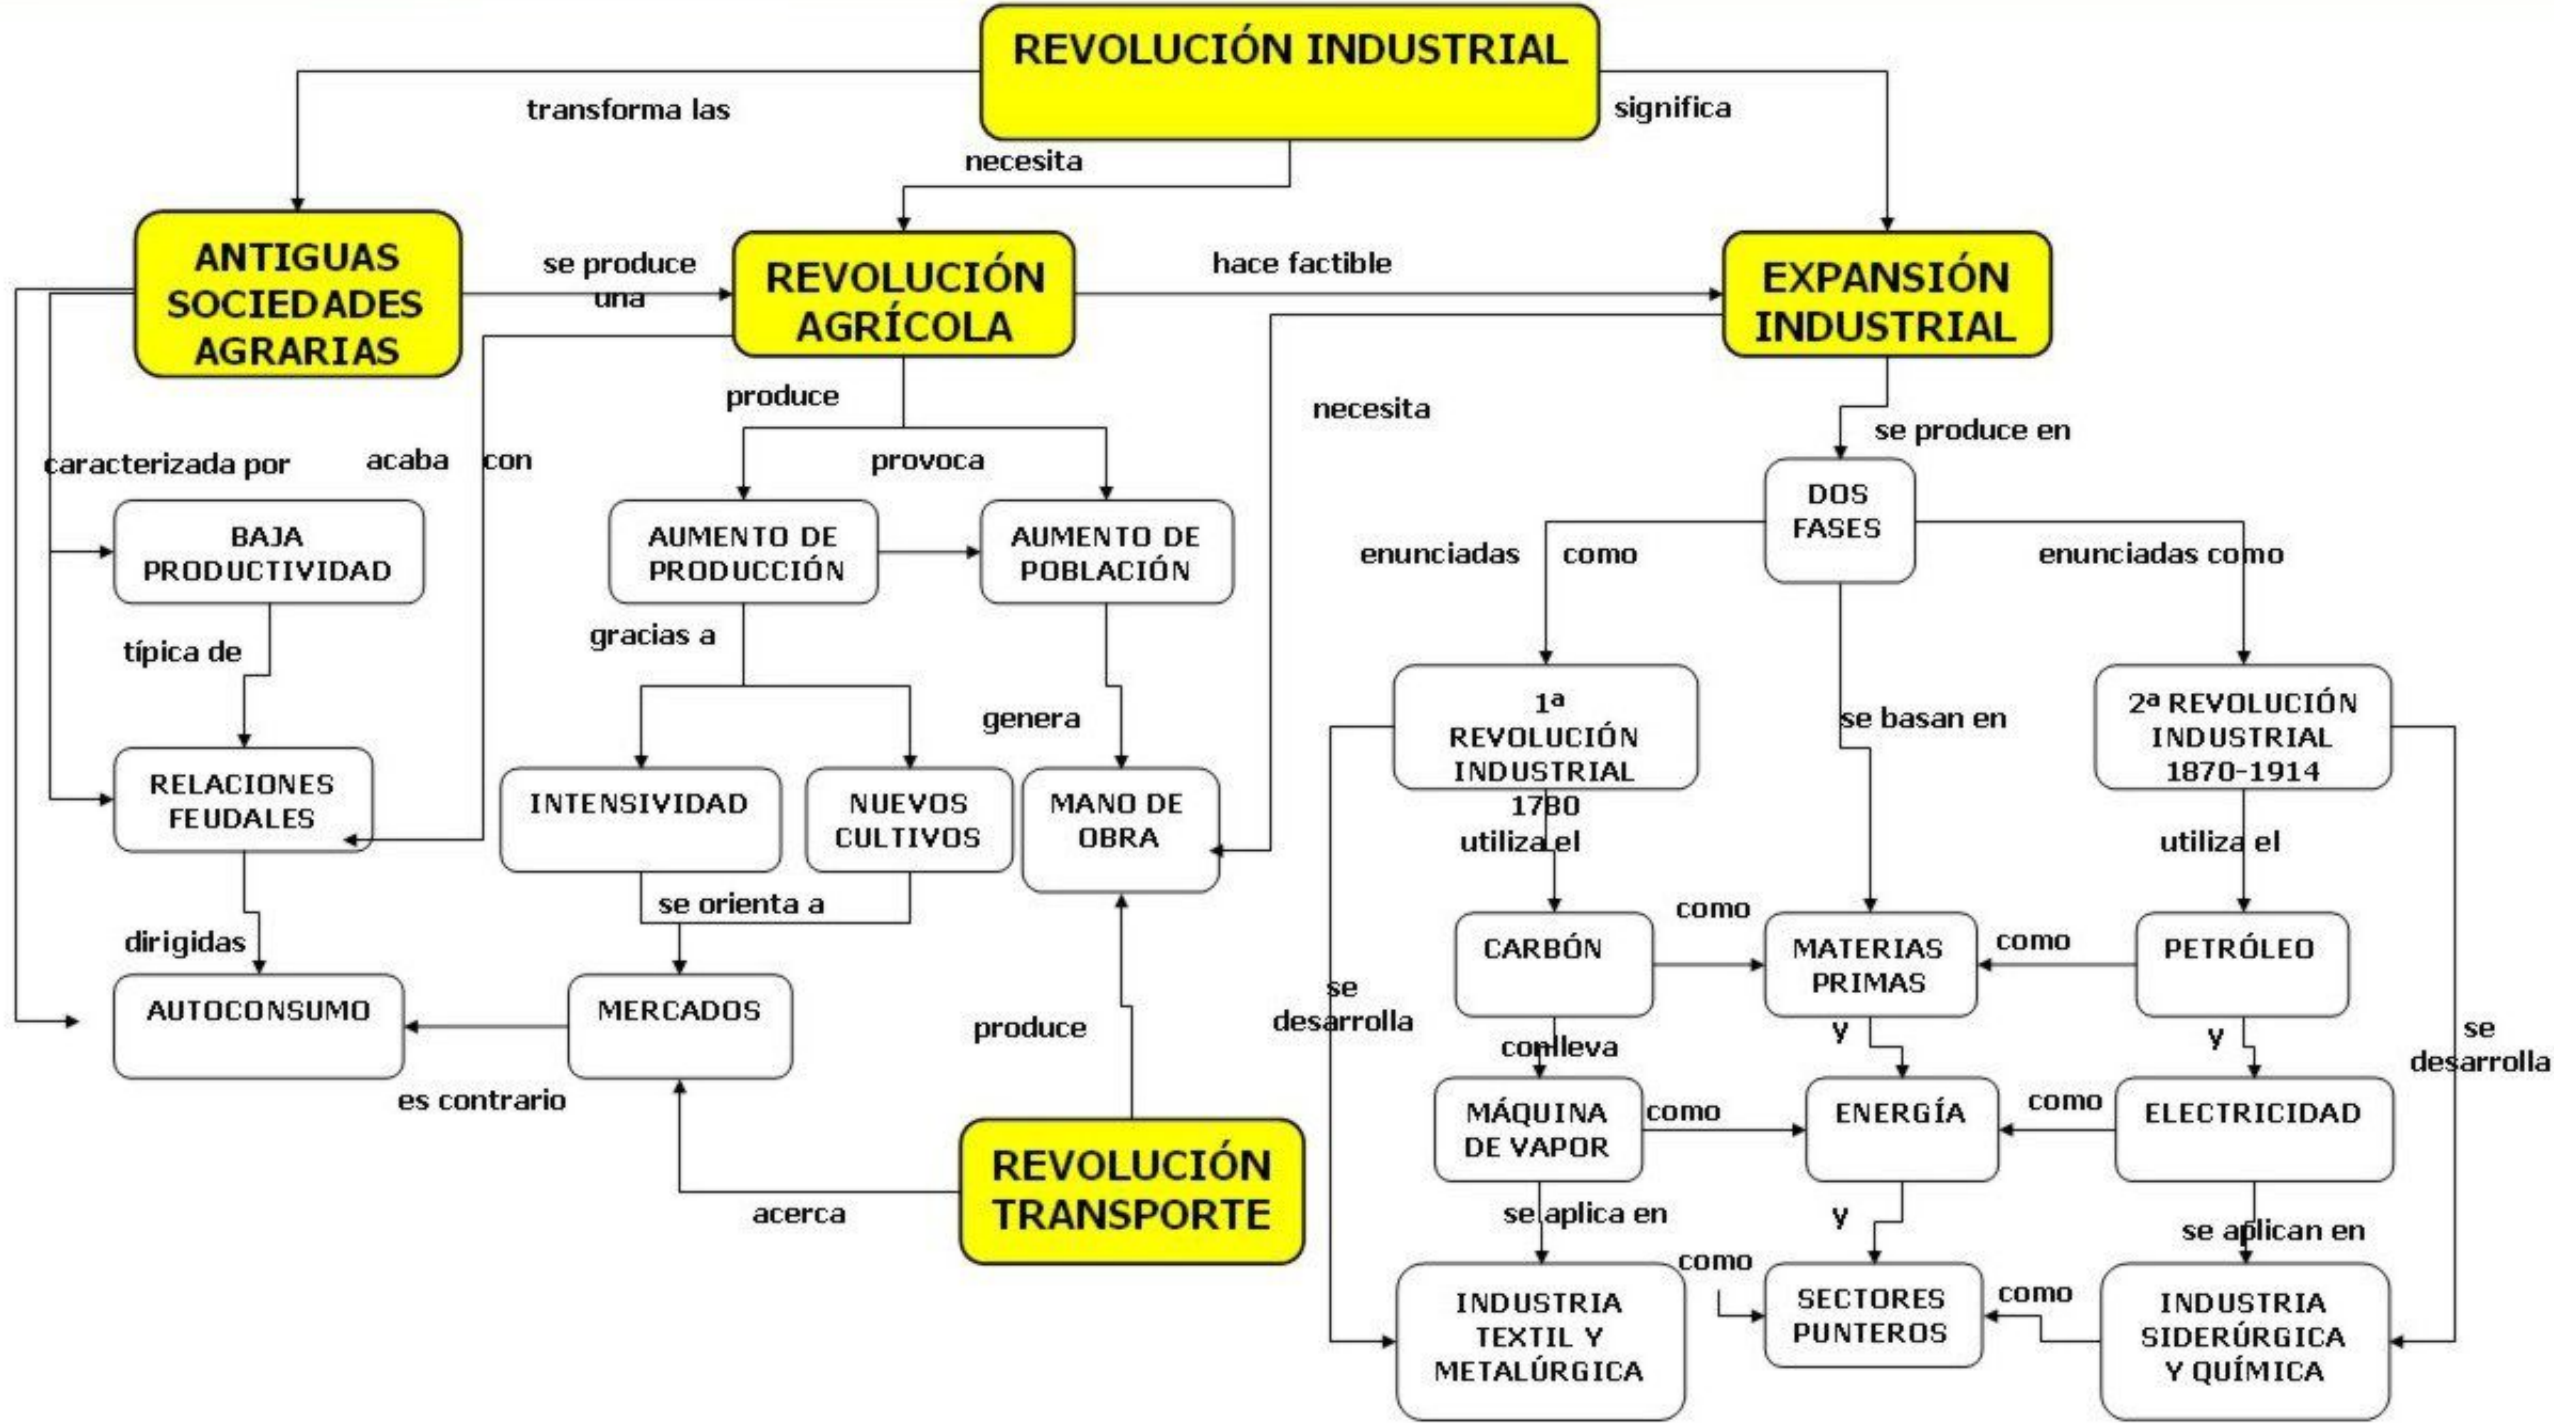 REVOLUCIÓN INDUSTRIAL
transforma las
significa
necesita
ANTIGUAS
SOCIEDADES
AGRARIAS
se produce
una
REVOLUCIÓN
AGRÍCOLA
hace factible
EXPANSIÓN
INDUSTRIAL
produce
necesita
se produce en
caracterizada por
acaba con
provoca
DOS
FASES
BAJA
PRODUCTIVIDAD
AUMENTO DE
PRODUCCIÓN
AUMENTO DE
POBLACIÓN
enunciadas como
enunciadas como
típica de
gracias a
genera
1ª
REVOLUCIÓN
INDUSTRIAL
1780
se basan en
2ª REVOLUCIÓN
INDUSTRIAL
1870-1914
RELACIONES
FEUDALES
INTENSIVIDAD
NUEVOS
CULTIVOS
MANO DE
OBRA
utiliza el
utiliza el
se orienta a
dirigidas
como
como
CARBÓN
MATERIAS
PRIMAS
PETRÓLEO
AUTOCONSUMO
MERCADOS
produce
se
desarrolla
conlleva
y
y
se
desarrolla
es contrario
MÁQUINA
DE VAPOR
como
ENERGÍA
como
ELECTRICIDAD
REVOLUCIÓN
TRANSPORTE
acerca
se aplica en
y
se aplican en
como
como
INDUSTRIA
TEXTIL Y
METALÚRGICA
SECTORES
PUNTEROS
INDUSTRIA
SIDERÚRGICA
Y QUÍMICA